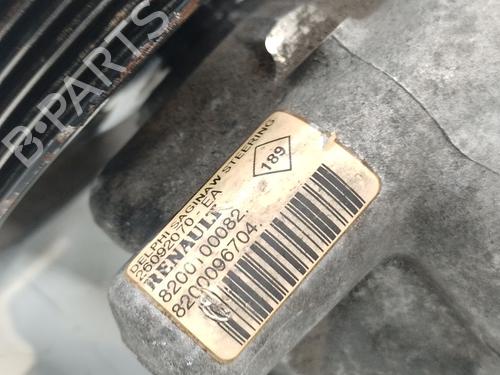 B-PARTS
DELPHI SAGINAW STEERING
26092070 - EA
RENAULT
8200100082.
8200096704.
189